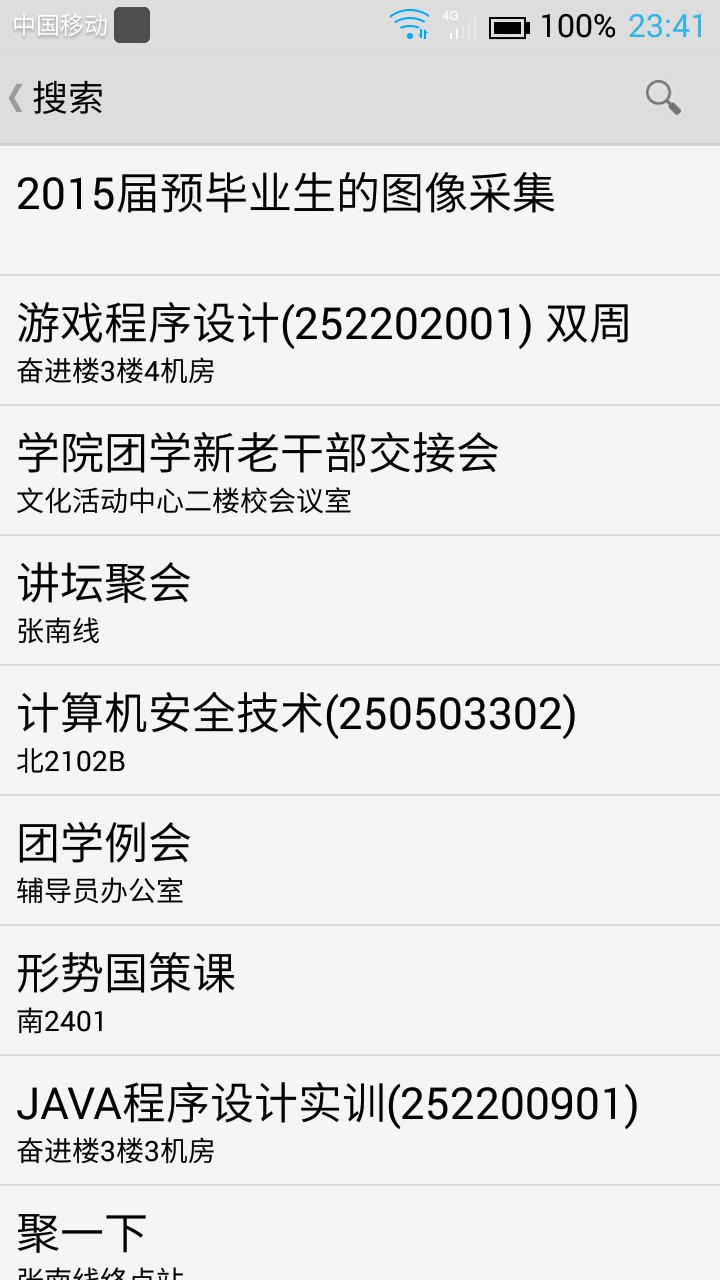 中国移动
4G
100%
23:41
搜索
2015届预毕业生的图像采集
游戏程序设计(252202001) 双周
奋进楼3楼4机房
学院团学新老干部交接会
文化活动中心二楼校会议室
讲坛聚会
张南线
计算机安全技术(250503302)
北2102B
团学例会
辅导员办公室
形势国策课
南2401
JAVA程序设计实训(252200901)
奋进楼3楼3机房
聚一下
张南线终点站